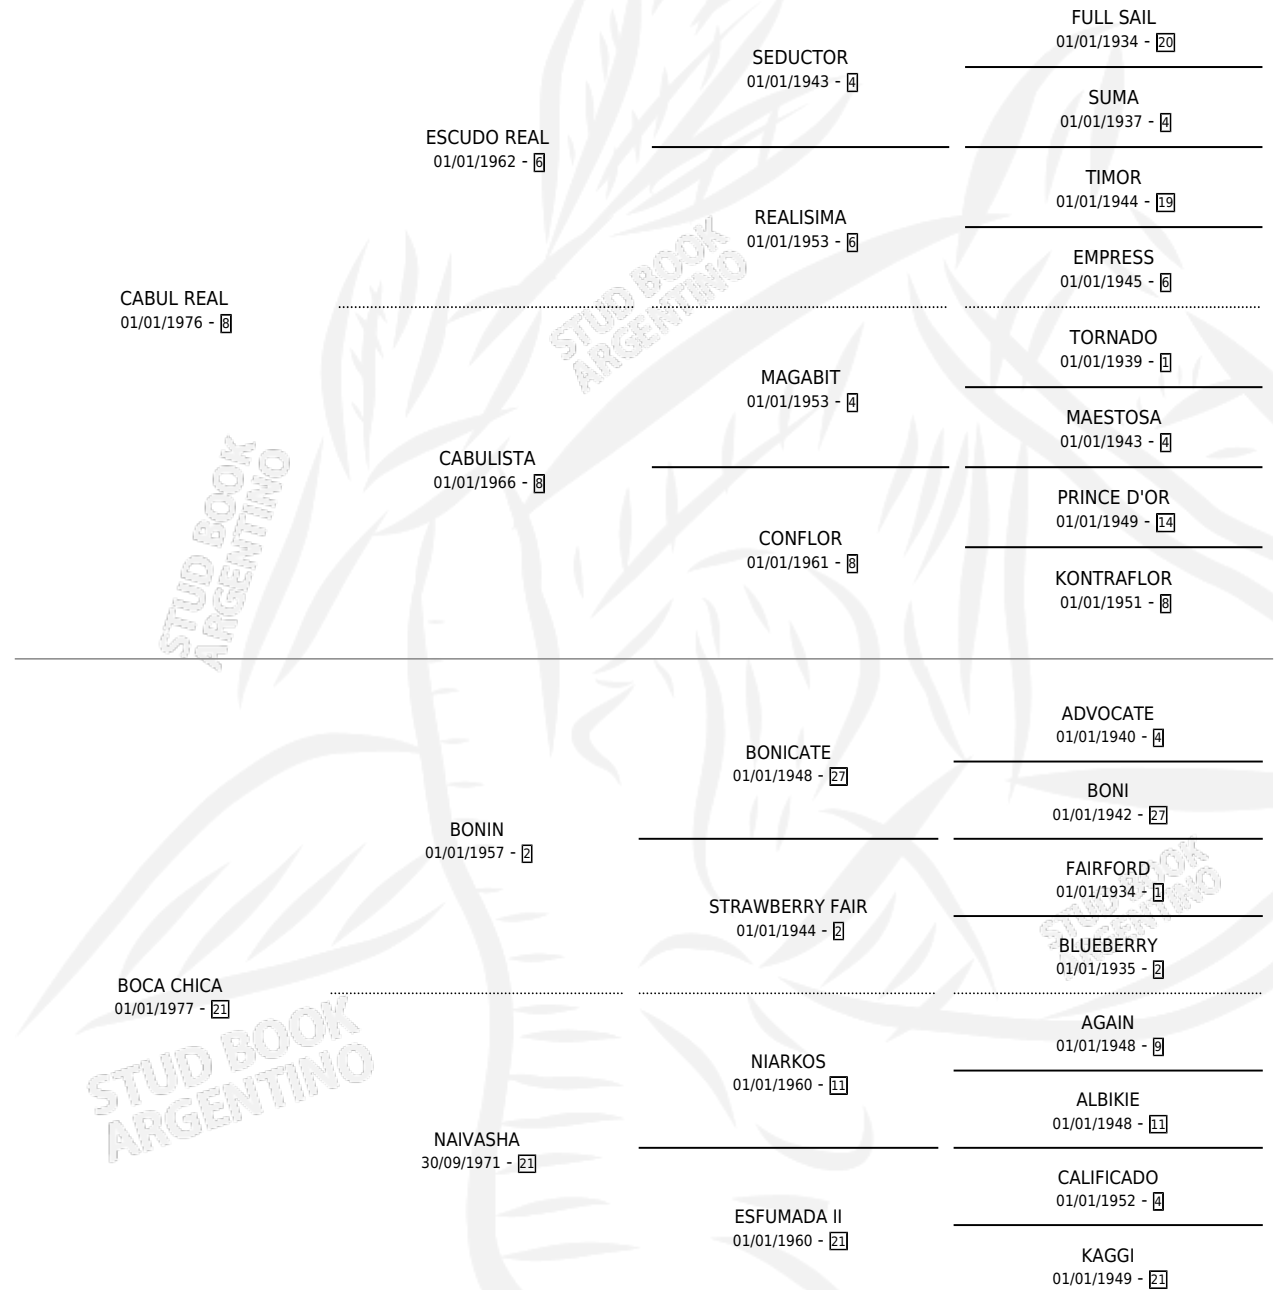 FULL SAIL
01/01/1934 - 20
SEDUCTOR
01/01/1943 - 4
SUMA
01/01/1937 - 4
ESCUDO REAL
01/01/1962 - 6
TIMOR
01/01/1944 - 19
REALISIMA
01/01/1953 - 6
EMPRESS
01/01/1945 - 6
CABUL REAL
01/01/1976 - 8
STUD BOOK
ARGENTINO
TORNADO
01/01/1939 - 1
MAGABIT
01/01/1953 - 4
MAESTOSA
01/01/1943 - 4
CABULISTA
01/01/1966 - 8
PRINCE D'OR
01/01/1949 - 14
CONFLOR
01/01/1961 - 8
KONTRAFLOR
01/01/1951 - 8
STUD BOOK
ARGENTINO
ADVOCATE
01/01/1940 - 4
BONICATE
01/01/1948 - 27
BONI
01/01/1942 - 27
BONIN
01/01/1957 - 2
FAIRFORD
01/01/1934 - 1
STRAWBERRY FAIR
01/01/1944 - 2
BLUEBERRY
01/01/1935 - 2
STUD BOOK
ARGENTINO
BOCA CHICA
01/01/1977 - 21
STUD BOOK
ARGENTINO
AGAIN
01/01/1948 - 9
NIARKOS
01/01/1960 - 11
ALBIKIE
01/01/1948 - 11
NAIVASHA
30/09/1971 - 21
CALIFICADO
01/01/1952 - 4
ESFUMADA II
01/01/1960 - 21
KAGGI
01/01/1949 - 21